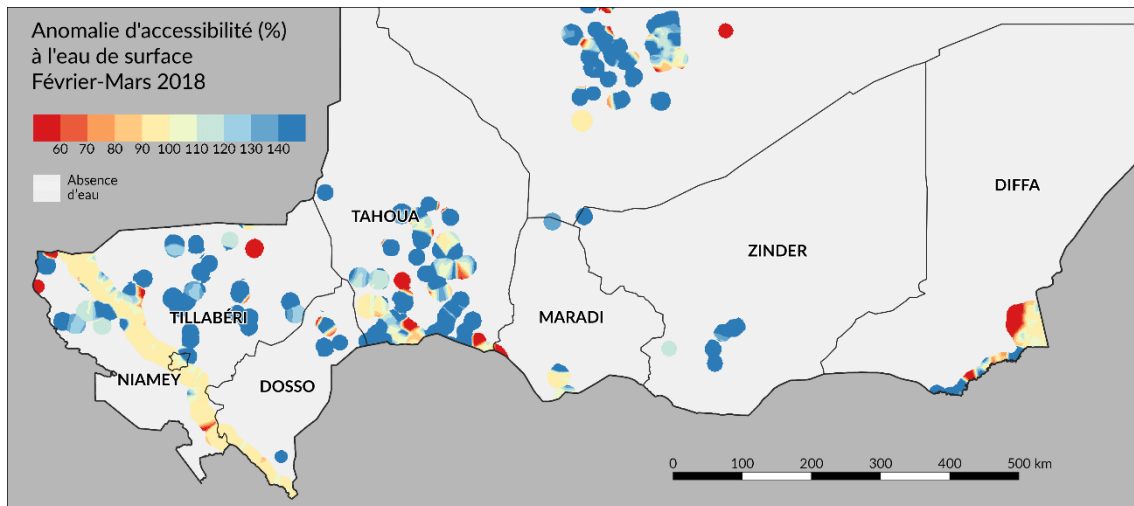 Anomalie d'accessibilité (%)
à l'eau de surface
Février-Mars 2018
60 70 80 90 100 110 120 130 140
Absence
d'eau
DIFFA
TAHOUA
ZINDER
MARADI
TILLABÉRI
NIAMEY
DOSSO
0 100 200 300 400 500 km